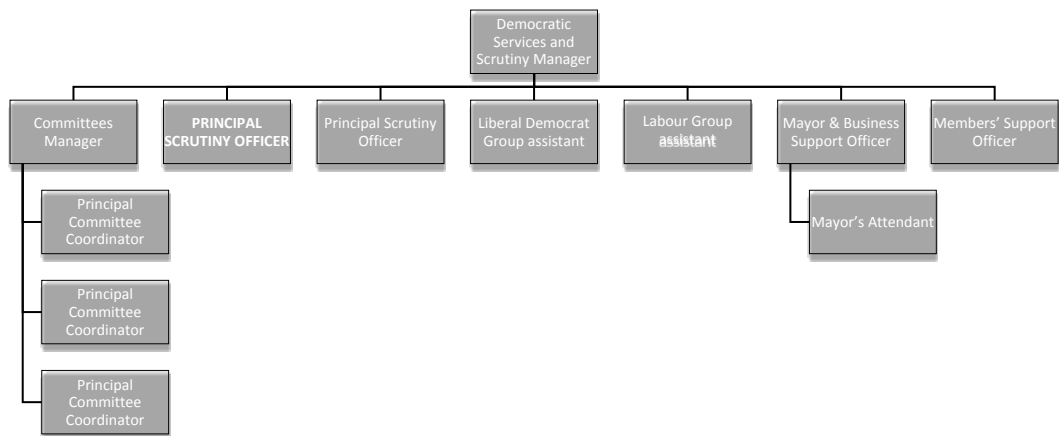 Democratic
Services and
Scrutiny Manager
Committees
Manager
PRINCIPAL
SCRUTINY OFFICER
Principal Scrutiny
Officer
Liberal Democrat
Group assistant
Labour Group
assistant
Mayor & Business
Support Officer
Members' Support
Officer
Principal
Committee
Coordinator
Mayor's Attendant
Principal
Committee
Coordinator
Principal
Committee
Coordinator